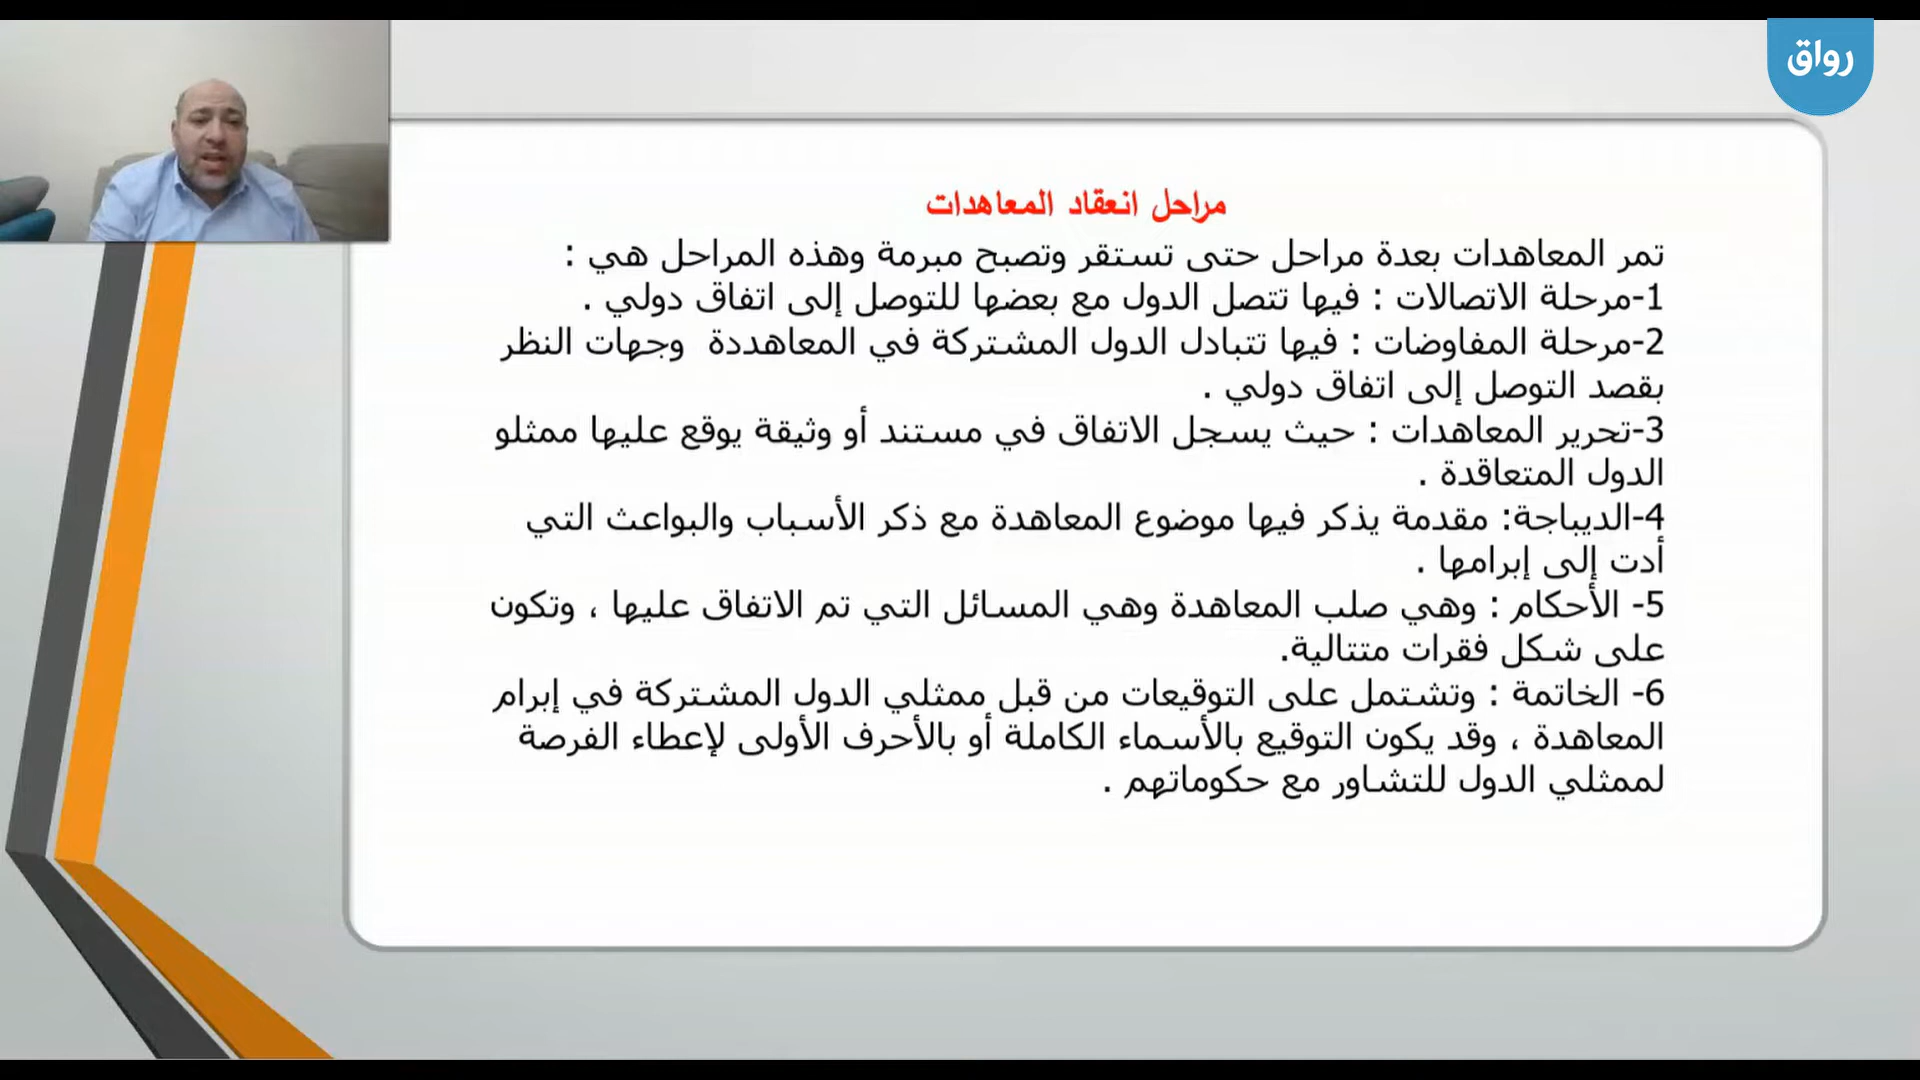 رواق
مراحل انعقاد المعاهدات
تمر المعاهدات بعدة مراحل حتى تستقر وتصبح مبرمة وهذه المراحل هي :
1-مرحلة الاتصالات : فيها تتصل الدول مع بعضها للتوصل إلى اتفاق دولي .
2-مرحلة المفاوضات : فيها تتبادل الدول المشتركة في المعاهددة وجهات النظر
بقصد التوصل إلى اتفاق دولي .
3-تحرير المعاهدات : حيث يسجل الاتفاق في مستند أو وثيقة يوقع عليها ممثلو
الدول المتعاقدة .
4-الديباجة: مقدمة يذكر فيها موضوع المعاهدة مع ذكر الأسباب والبواعث التي
أدت إلى إبرامها .
5- الأحكام : وهي صلب المعاهدة وهي المسائل التي تم الاتفاق عليها ، وتكون
على شكل فقرات متتالية.
6- الخاتمة : وتشتمل على التوقيعات من قبل ممثلي الدول المشتركة في إبرام
المعاهدة ، وقد يكون التوقيع بالأسماء الكاملة أو بالأحرف الأولى لإعطاء الفرصة
لممثلي الدول للتشاور مع حكوماتهم .